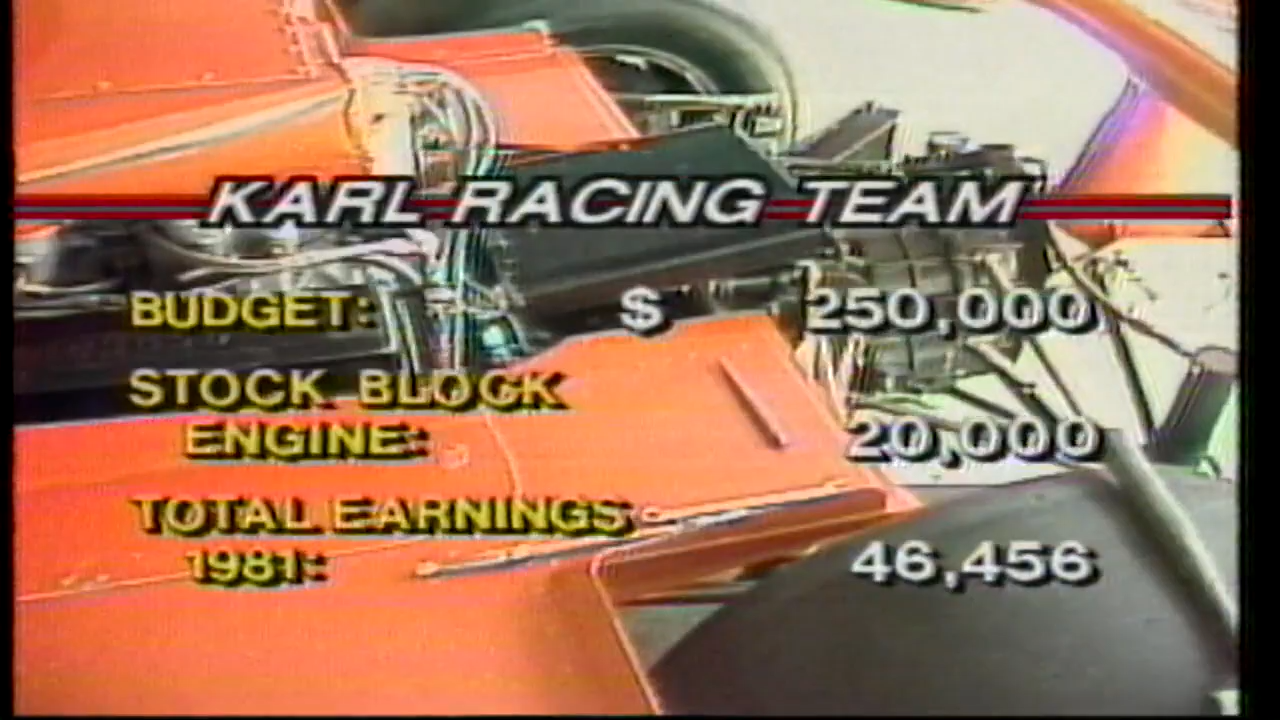 KARL RACING TEAM
BUDGET: $ 250,000
STOCK BLOCK
ENGINE: 20,000
TOTAL EARNINGS
1981: 46,456